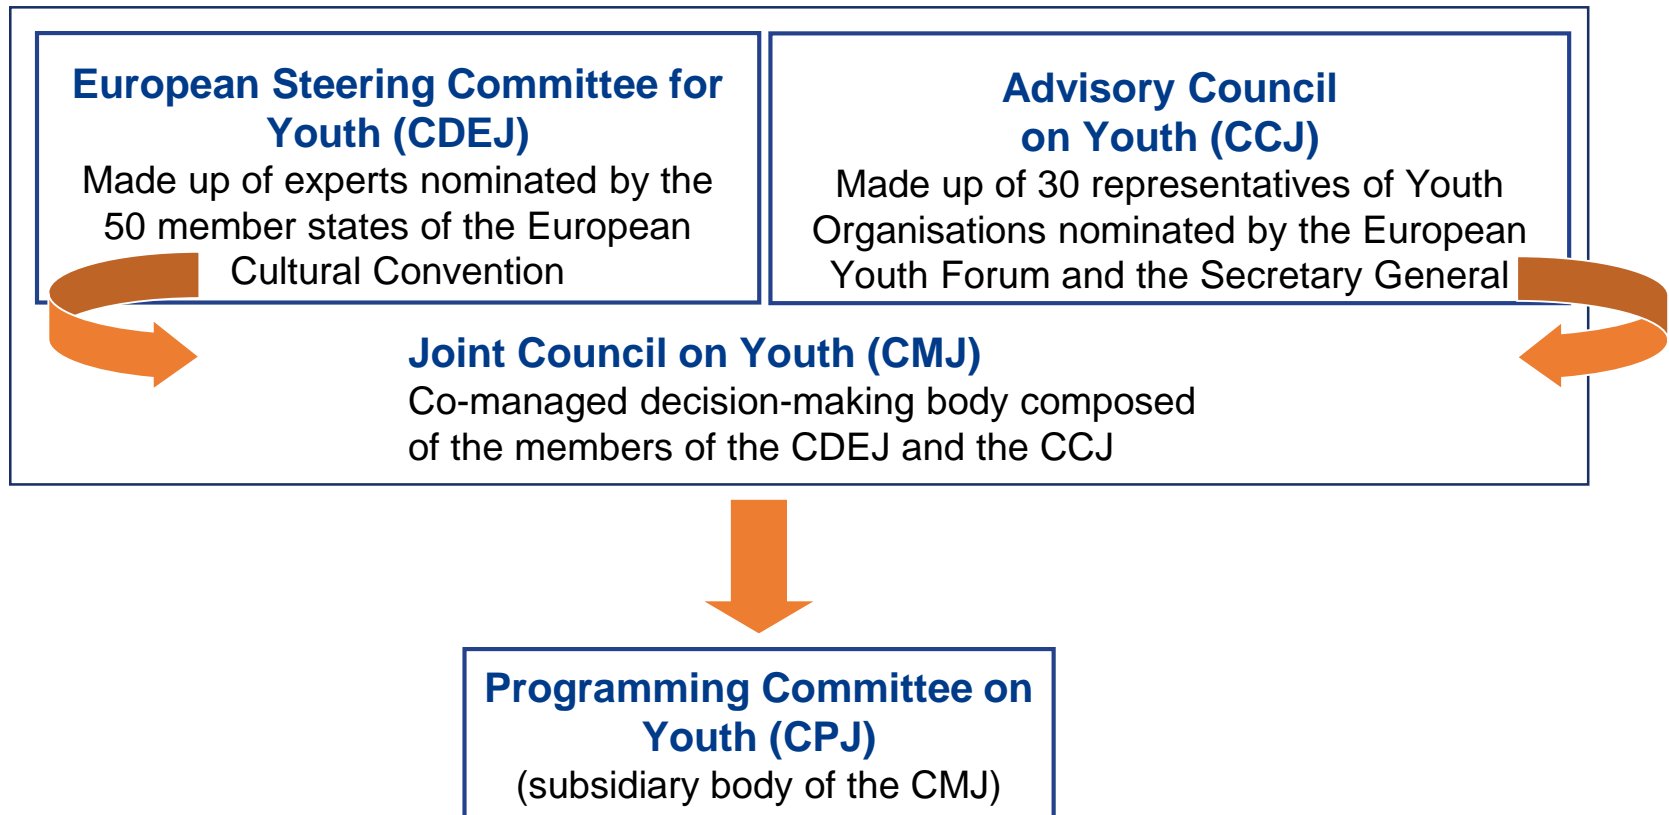 European Steering Committee for
Youth (CDEJ)
Made up of experts nominated by the
50 member states of the European
Cultural Convention
Advisory Council
on Youth (CCJ)
Made up of 30 representatives of Youth
Organisations nominated by the European
Youth Forum and the Secretary General
Joint Council on Youth (CMJ)
Co-managed decision-making body composed
of the members of the CDEJ and the CCJ
Programming Committee on
Youth (CPJ)
(subsidiary body of the CMJ)